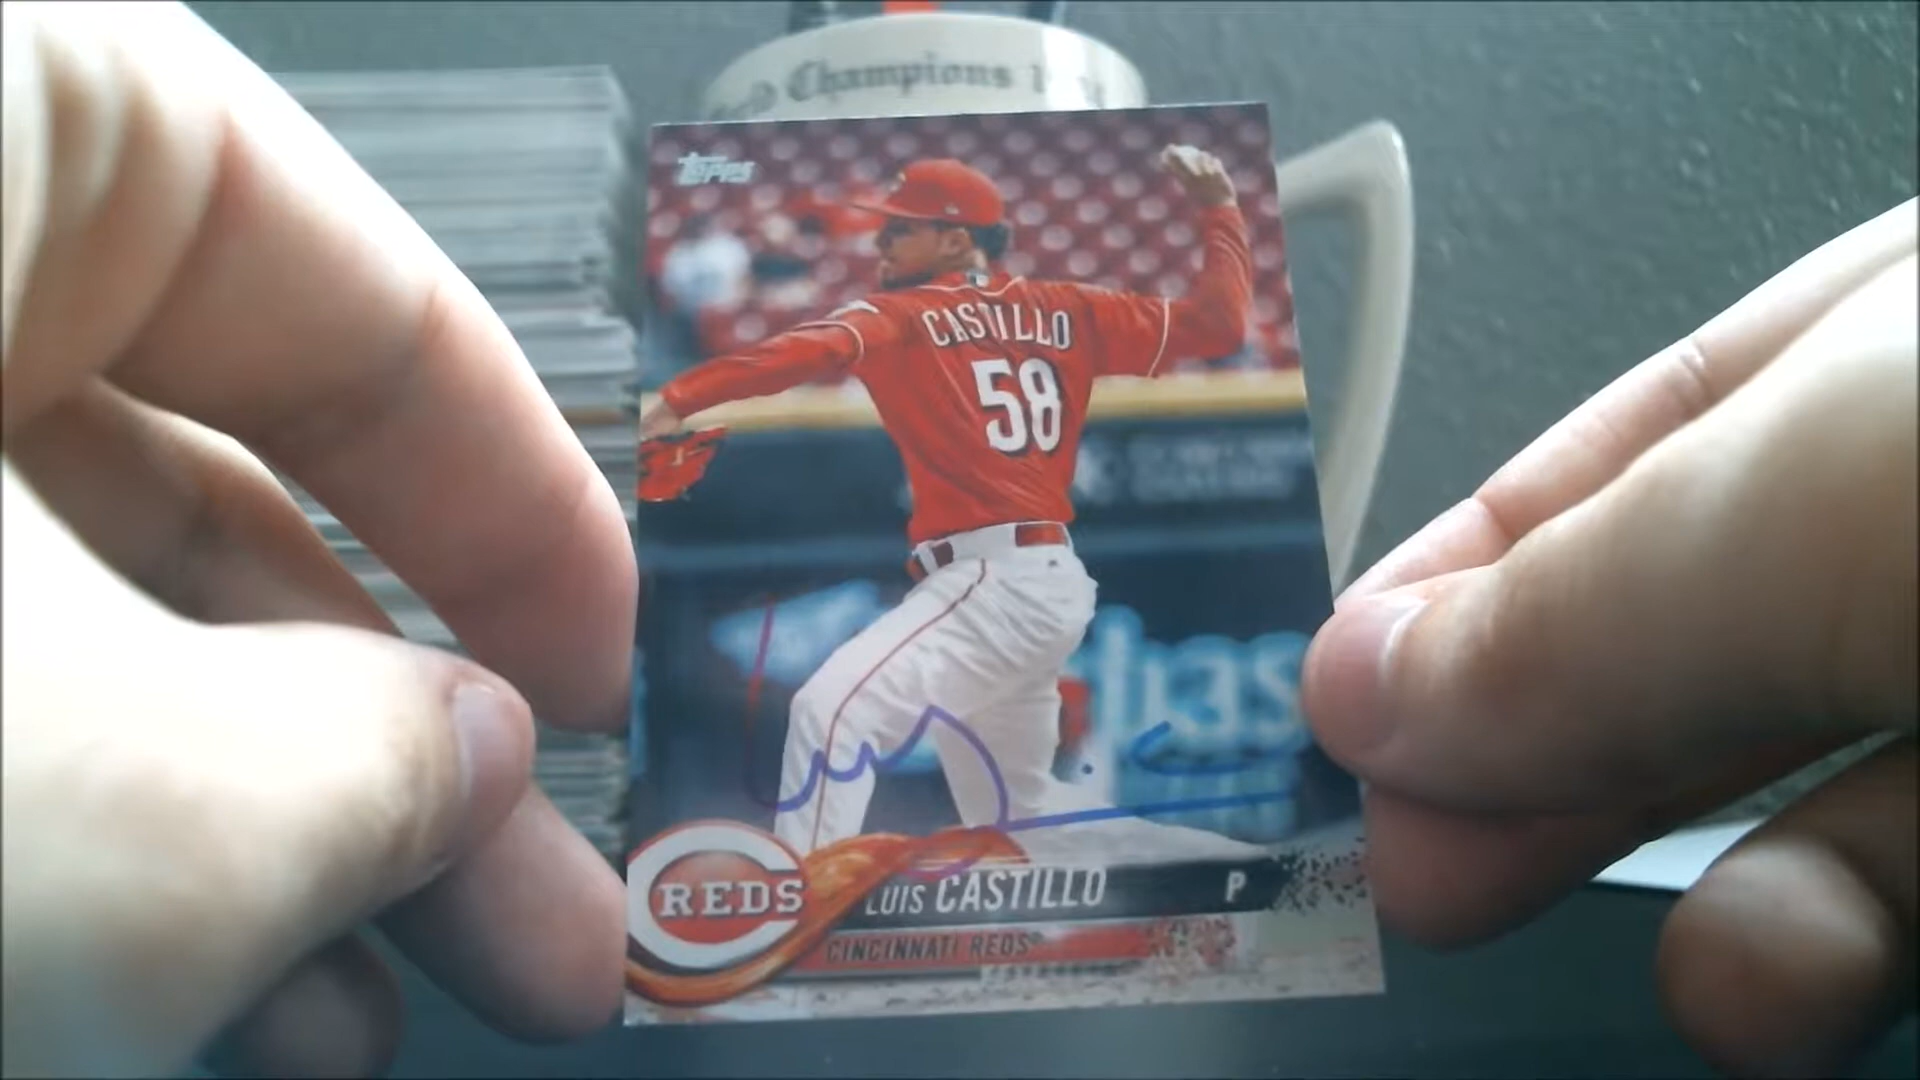 Champions
Topps
CASTILLO
58
REDS
LUIS CASTILLO P
CINCINNATI REDS®